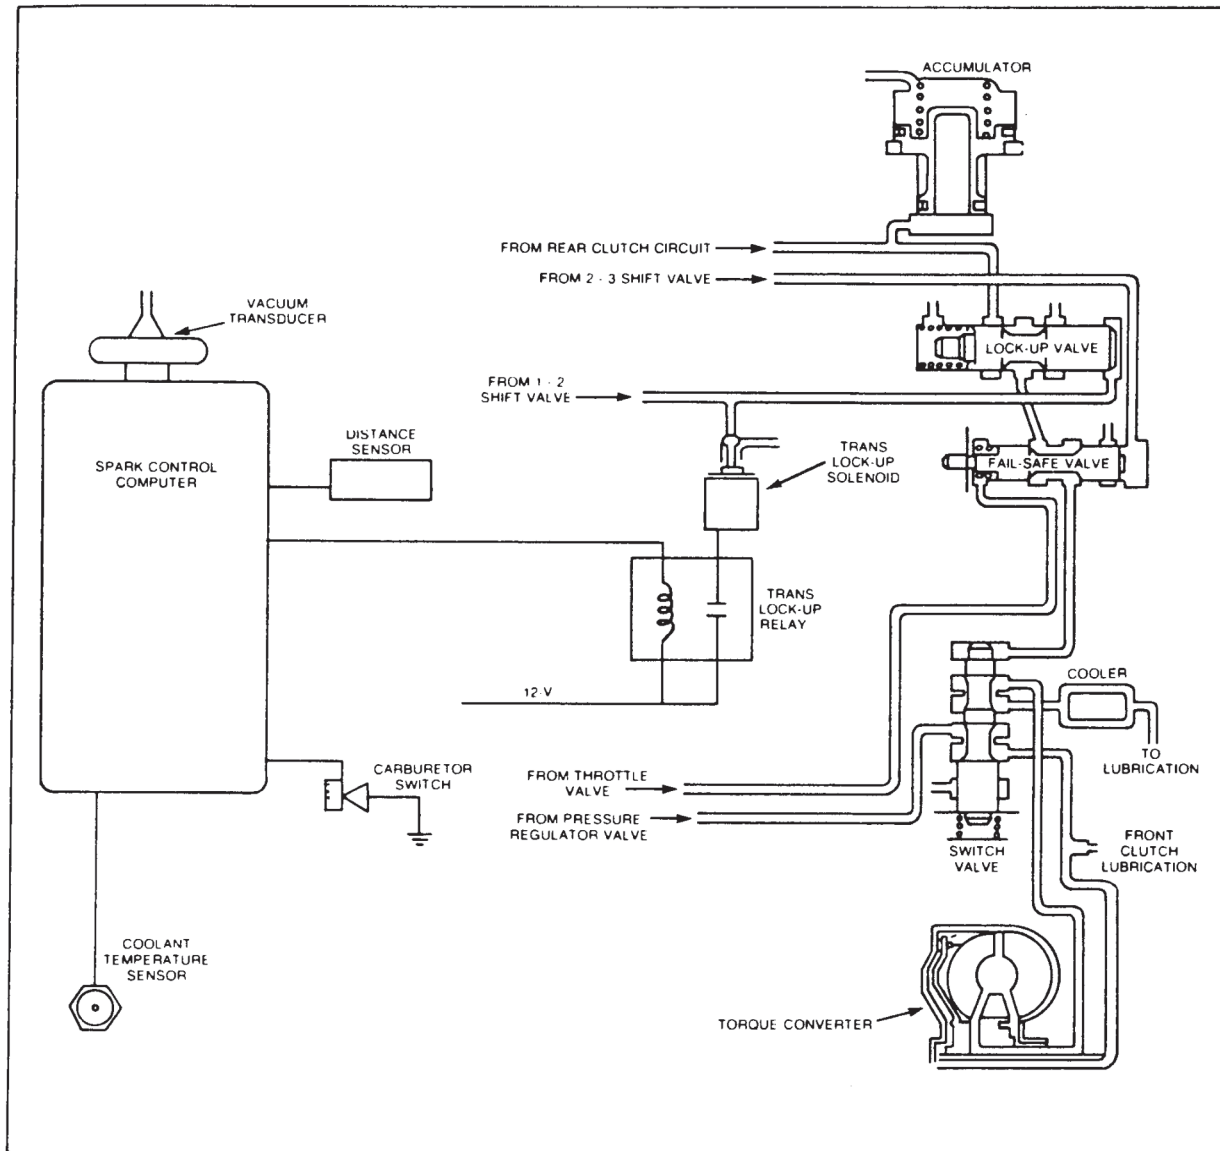 ACCUMULATOR
FROM REAR CLUTCH CIRCUIT
FROM 2 - 3 SHIFT VALVE
VACUUM
TRANSDUCER
LOCK-UP VALVE
FROM 1 - 2
SHIFT VALVE
DISTANCE
SENSOR
TRANS
LOCK-UP
SOLENOID
SPARK CONTROL
COMPUTER
FAIL-SAFE VALVE
TRANS
LOCK-UP
RELAY
12-V
COOLER
TO
LUBRICATION
CARBURETOR
SWITCH
FROM THROTTLE
VALVE
FROM PRESSURE
REGULATOR VALVE
SWITCH
VALVE
FRONT
CLUTCH
LUBRICATION
COOLANT
TEMPERATURE
SENSOR
TORQUE CONVERTER